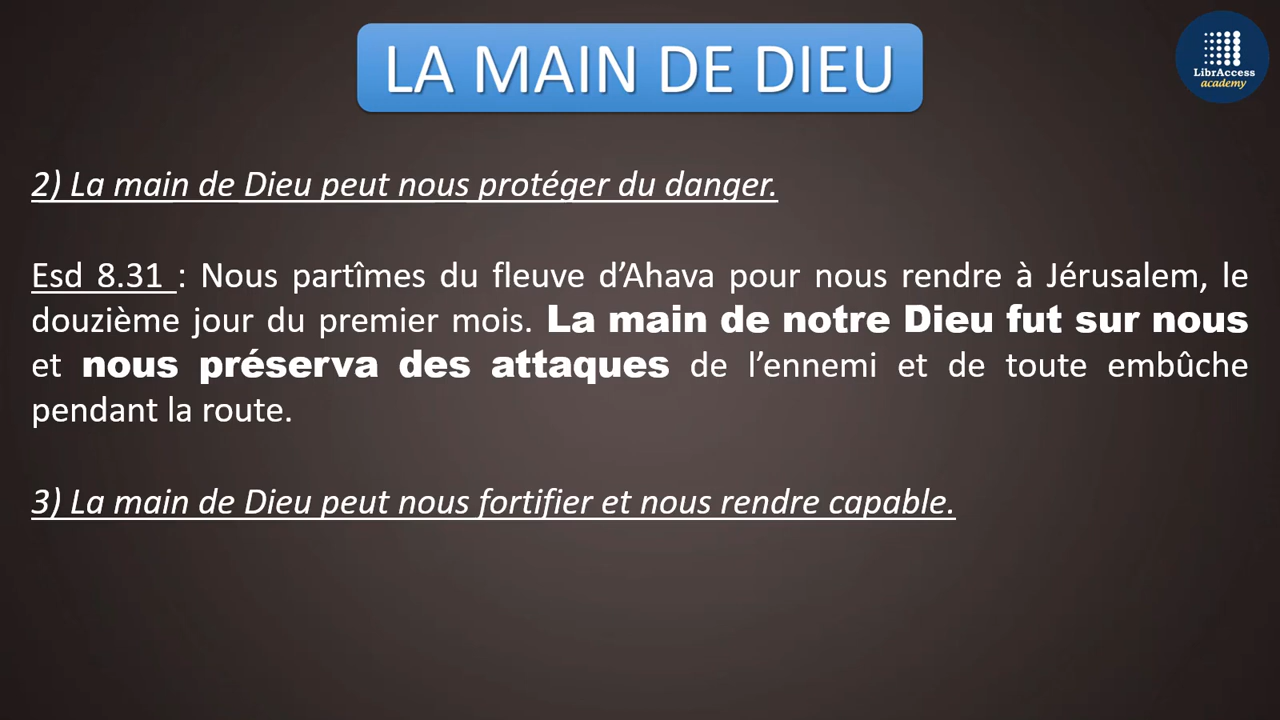 LA MAIN DE DIEU
LibrAccess
academy
2) La main de Dieu peut nous protéger du danger.
Esd 8.31 : Nous partîmes du fleuve d’Ahava pour nous rendre à Jérusalem, le
douzième jour du premier mois. La main de notre Dieu fut sur nous
et nous préserva des attaques de l’ennemi et de toute embûche
pendant la route.
3) La main de Dieu peut nous fortifier et nous rendre capable.